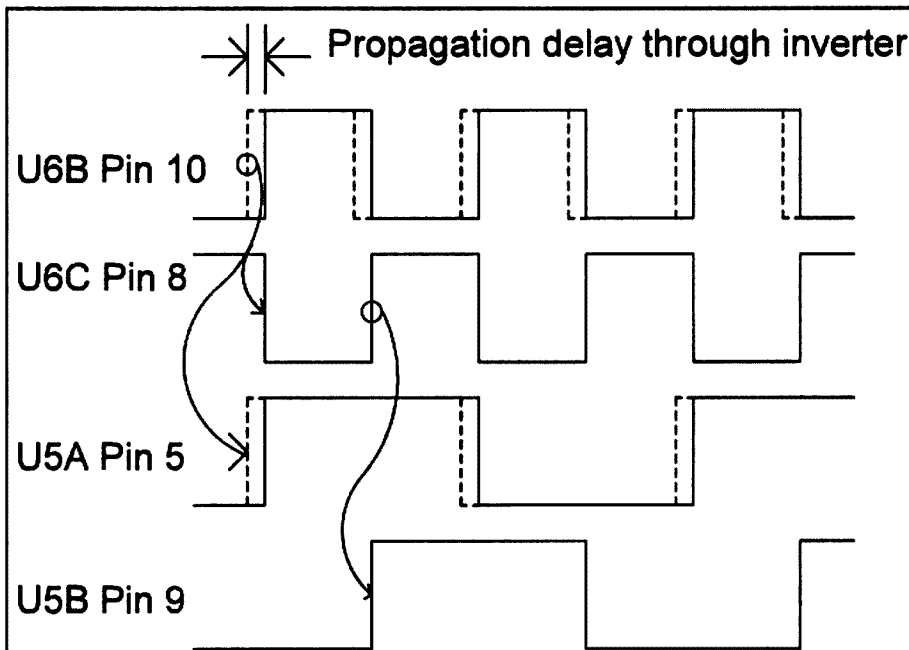 Propagation delay through inverter
U6B Pin 10
U6C Pin 8
U5A Pin 5
U5B Pin 9